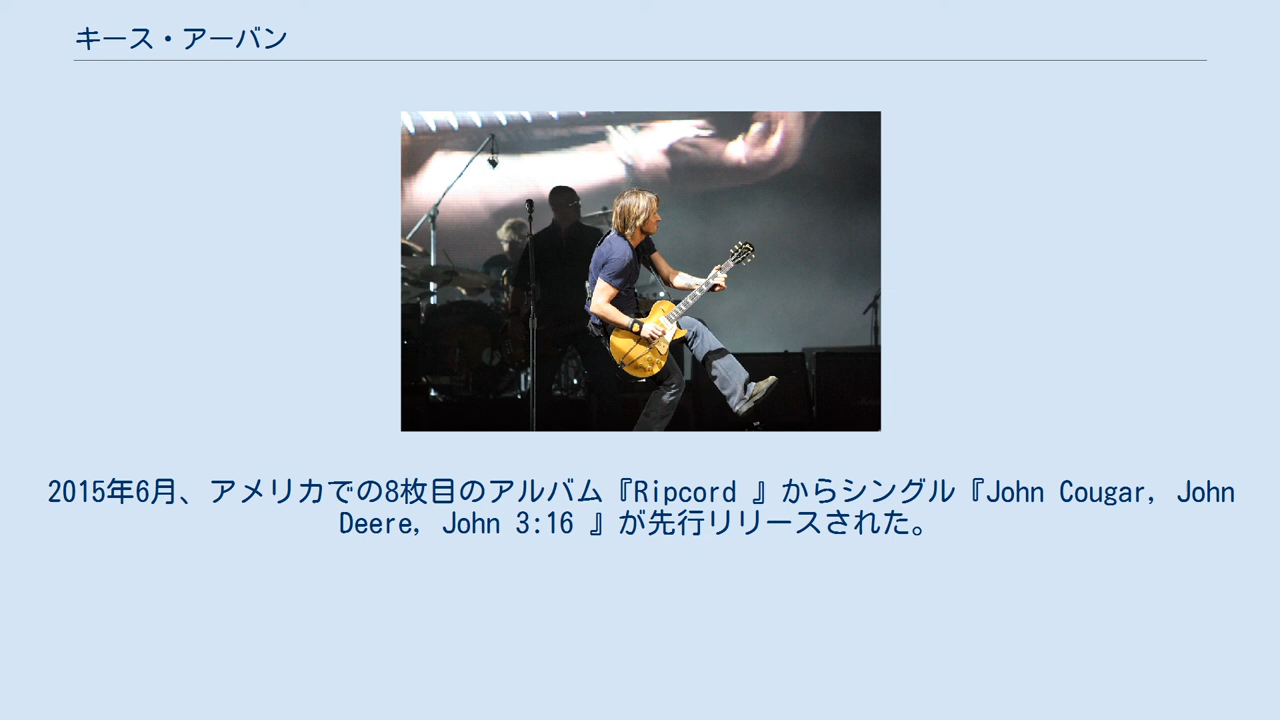 キース・アーバン
2015年6月、アメリカでの8枚目のアルバム『Ripcord 』からシングル『John Cougar, John
Deere, John 3:16 』が先行リリースされた。